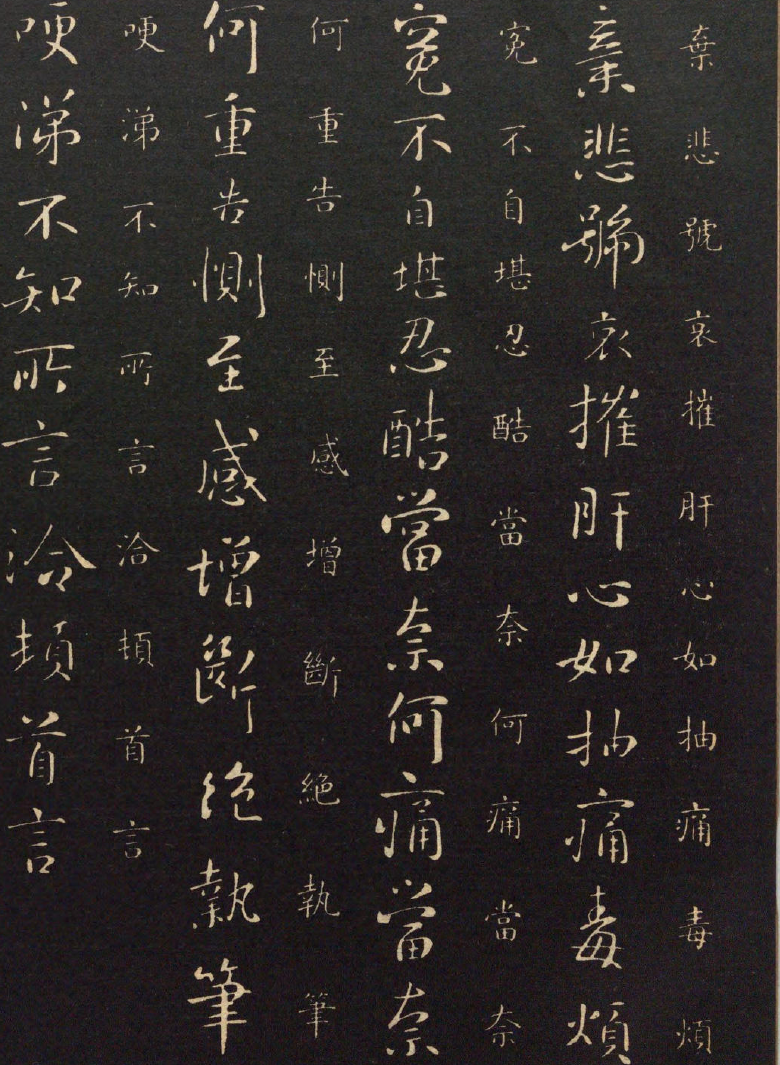 棄悲號哀摧肝心如抽痛毒煩
棄悲號哀摧肝心如抽痛毒煩
冤不自堪忍酷當奈何痛當奈
冤不自堪忍酷當奈何痛當奈
何重告惻至感增斷絕執筆
何重告惻至感增斷絕執筆
哽涕不知所言洽頓首言
哽涕不知所言洽頓首言